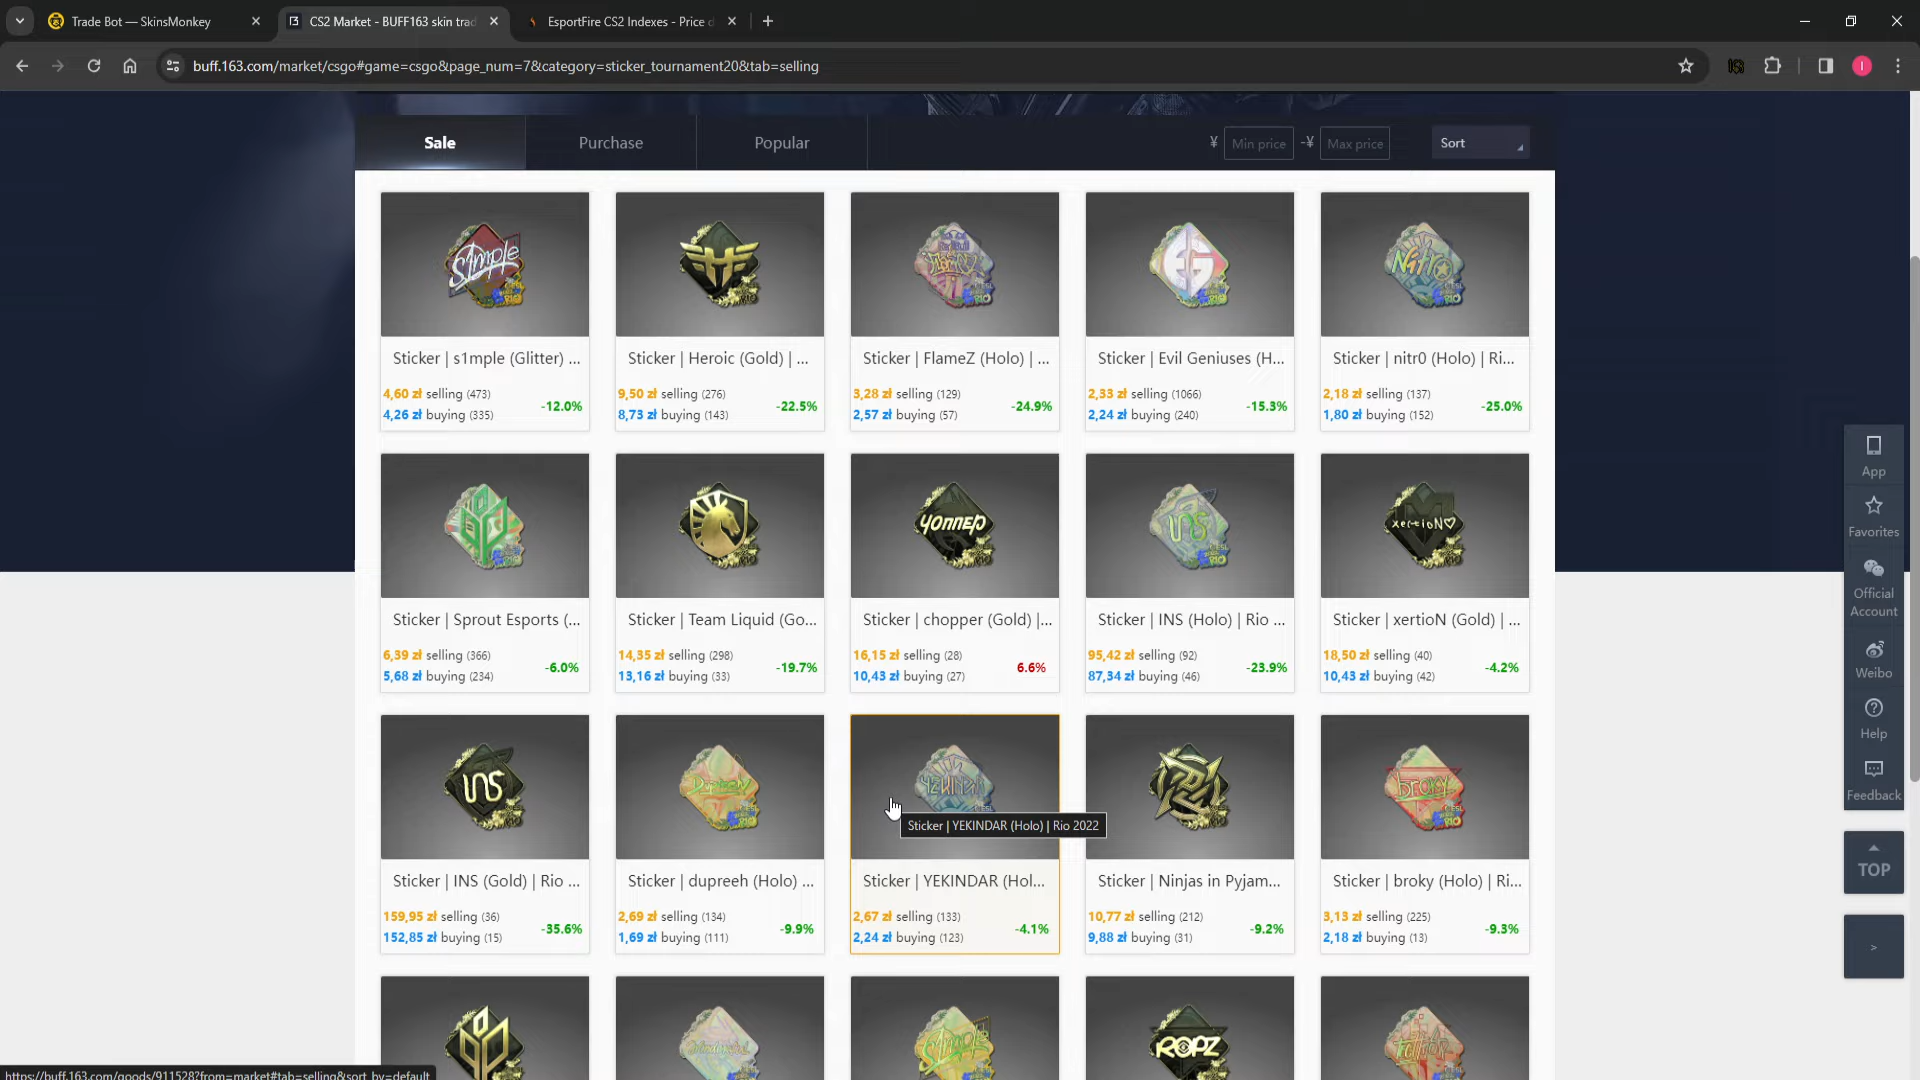 Trade Bot — SkinsMonkey
CS2 Market - BUFF163 skin trad
EsportFire CS2 Indexes - Price d
buff.163.com/market/csgo#game=csgo&page_num=7&category=sticker_tournament20&tab=selling
Sale
Purchase
Popular
¥ Min price -¥ Max price
Sort
Sticker | s1mple (Glitter) ...
4,60 zł selling (473)
4,26 zł buying (335)
-12.0%
Sticker | Heroic (Gold) | ...
9,50 zł selling (276)
8,73 zł buying (143)
-22.5%
Sticker | FlameZ (Holo) | ...
3,28 zł selling (129)
2,57 zł buying (57)
-24.9%
Sticker | Evil Geniuses (H...
2,33 zł selling (1066)
2,24 zł buying (240)
-15.3%
Sticker | nitr0 (Holo) | Ri...
2,18 zł selling (137)
1,80 zł buying (152)
-25.0%
Sticker | Sprout Esports (...
6,39 zł selling (366)
5,68 zł buying (234)
-6.0%
Sticker | Team Liquid (Go...
14,35 zł selling (298)
13,16 zł buying (33)
-19.7%
Sticker | chopper (Gold) |...
16,15 zł selling (28)
10,43 zł buying (27)
6.6%
Sticker | INS (Holo) | Rio ...
95,42 zł selling (92)
87,34 zł buying (46)
-23.9%
Sticker | xertioN (Gold) | ...
18,50 zł selling (40)
10,43 zł buying (42)
-4.2%
Sticker | INS (Gold) | Rio ...
159,95 zł selling (36)
152,85 zł buying (15)
-35.6%
Sticker | dupreeh (Holo) ...
2,69 zł selling (134)
1,69 zł buying (111)
-9.9%
Sticker | YEKINDAR (Holo) | Rio 2022
Sticker | YEKINDAR (Hol...
2,67 zł selling (133)
2,24 zł buying (123)
-4.1%
Sticker | Ninjas in Pyjam...
10,77 zł selling (212)
9,88 zł buying (31)
-9.2%
Sticker | broky (Holo) | Ri...
3,13 zł selling (225)
2,18 zł buying (13)
-9.3%
ROPZ
App
Favorites
Official
Account
Weibo
Help
Feedback
TOP
>
https://buff.163.com/goods/911528?from=market#tab=selling&sort_by=default